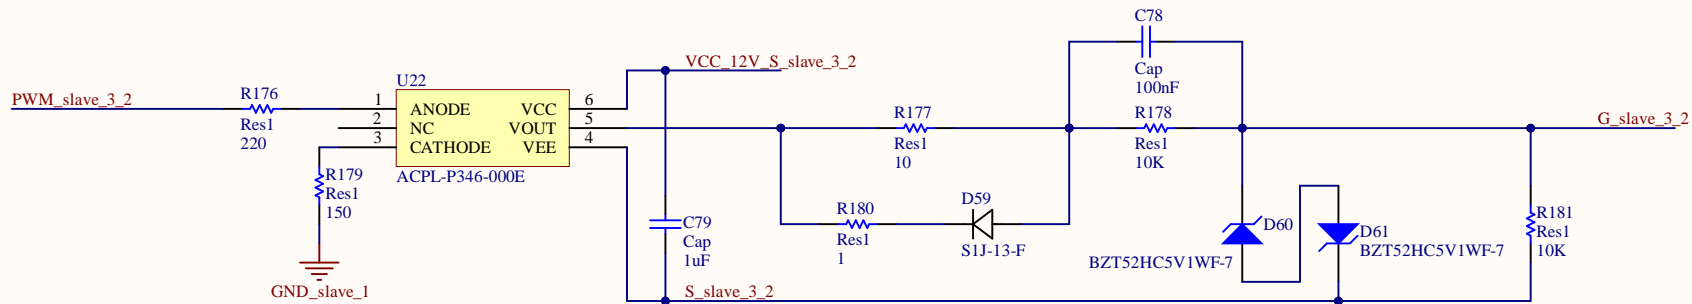 C78
Cap
100nF
VCC_12V_S_slave_3_2
U22
PWM_slave_3_2
R176
Res1
220
1
2
3
ANODE
NC
CATHODE
VCC
VOUT
VEE
6
5
4
ACPL-P346-000E
R177
Res1
10
R178
Res1
10K
G_slave_3_2
R179
Res1
150
GND_slave_1
C79
Cap
1uF
R180
Res1
1
D59
S1J-13-F
D60
BZT52HC5V1WF-7
D61
BZT52HC5V1WF-7
R181
Res1
10K
S_slave_3_2